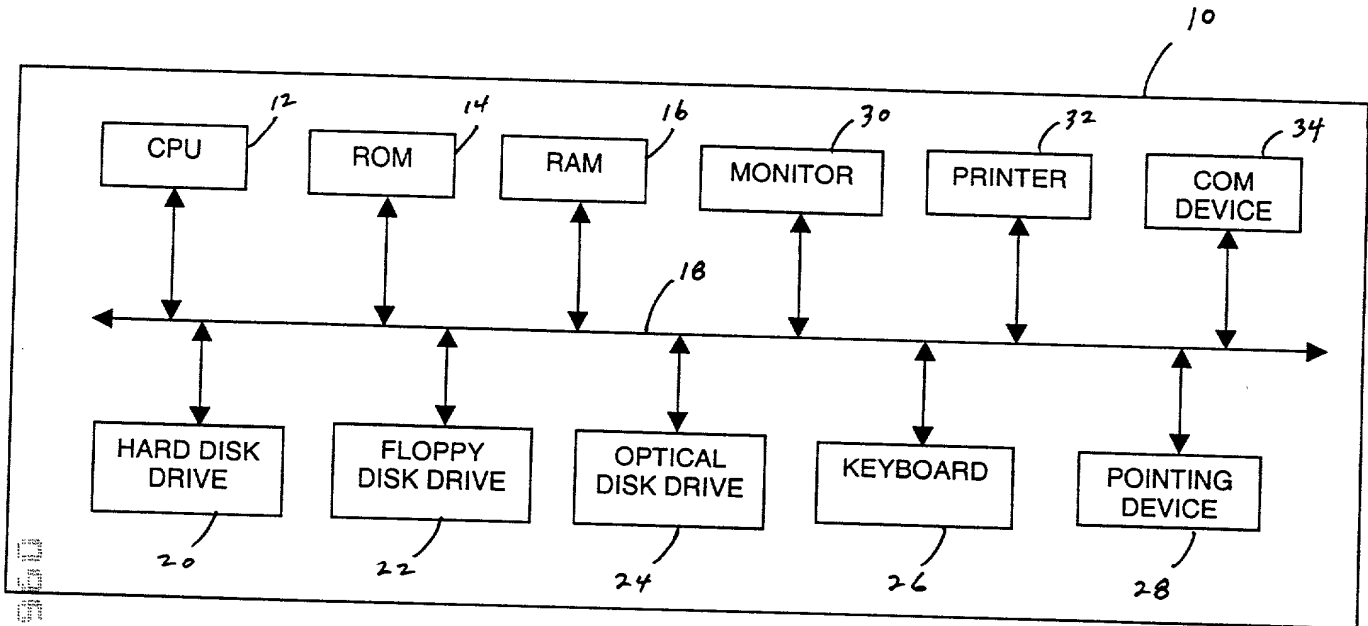 10
12
14
16
30
32
34
CPU
ROM
RAM
MONITOR
PRINTER
COM
DEVICE
18
HARD DISK
DRIVE
FLOPPY
DISK DRIVE
OPTICAL
DISK DRIVE
KEYBOARD
POINTING
DEVICE
20
22
24
26
28